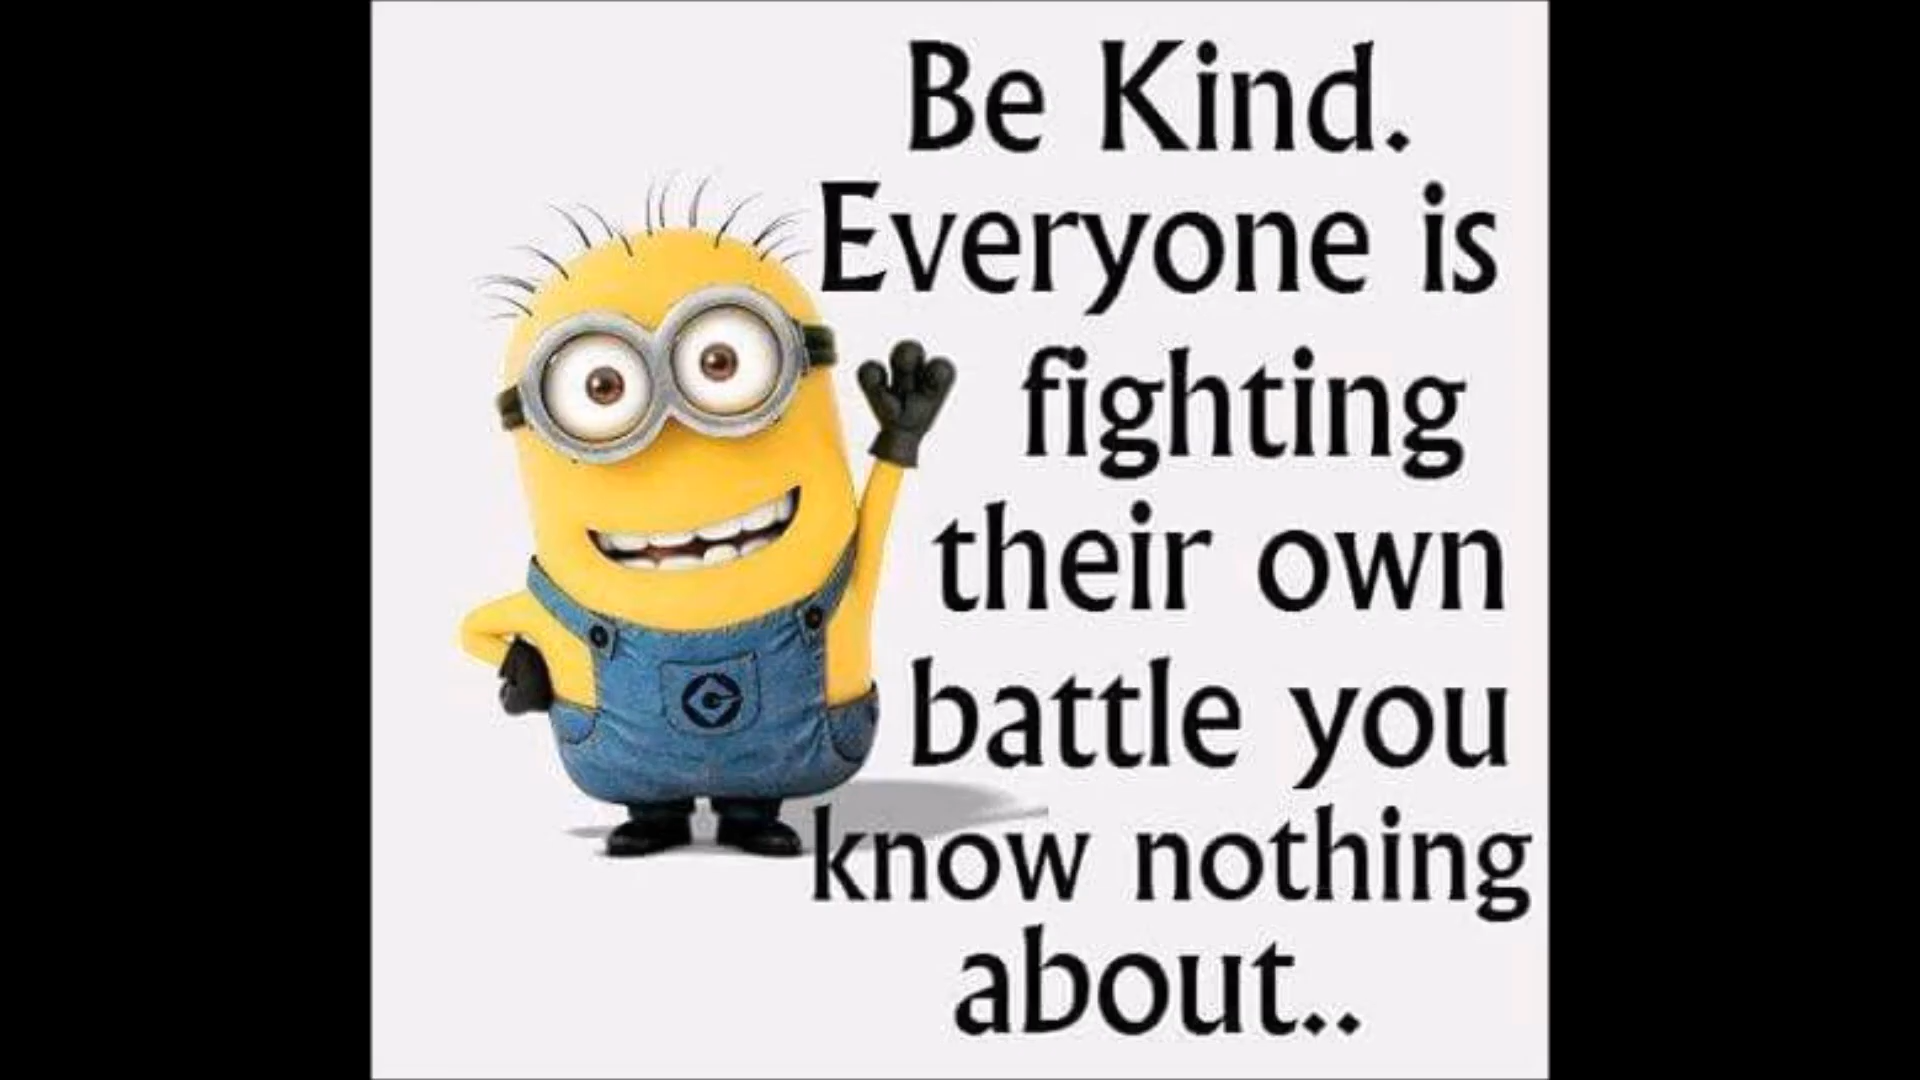 Be Kind.
Everyone is
fighting
their own
battle you
know nothing
about..